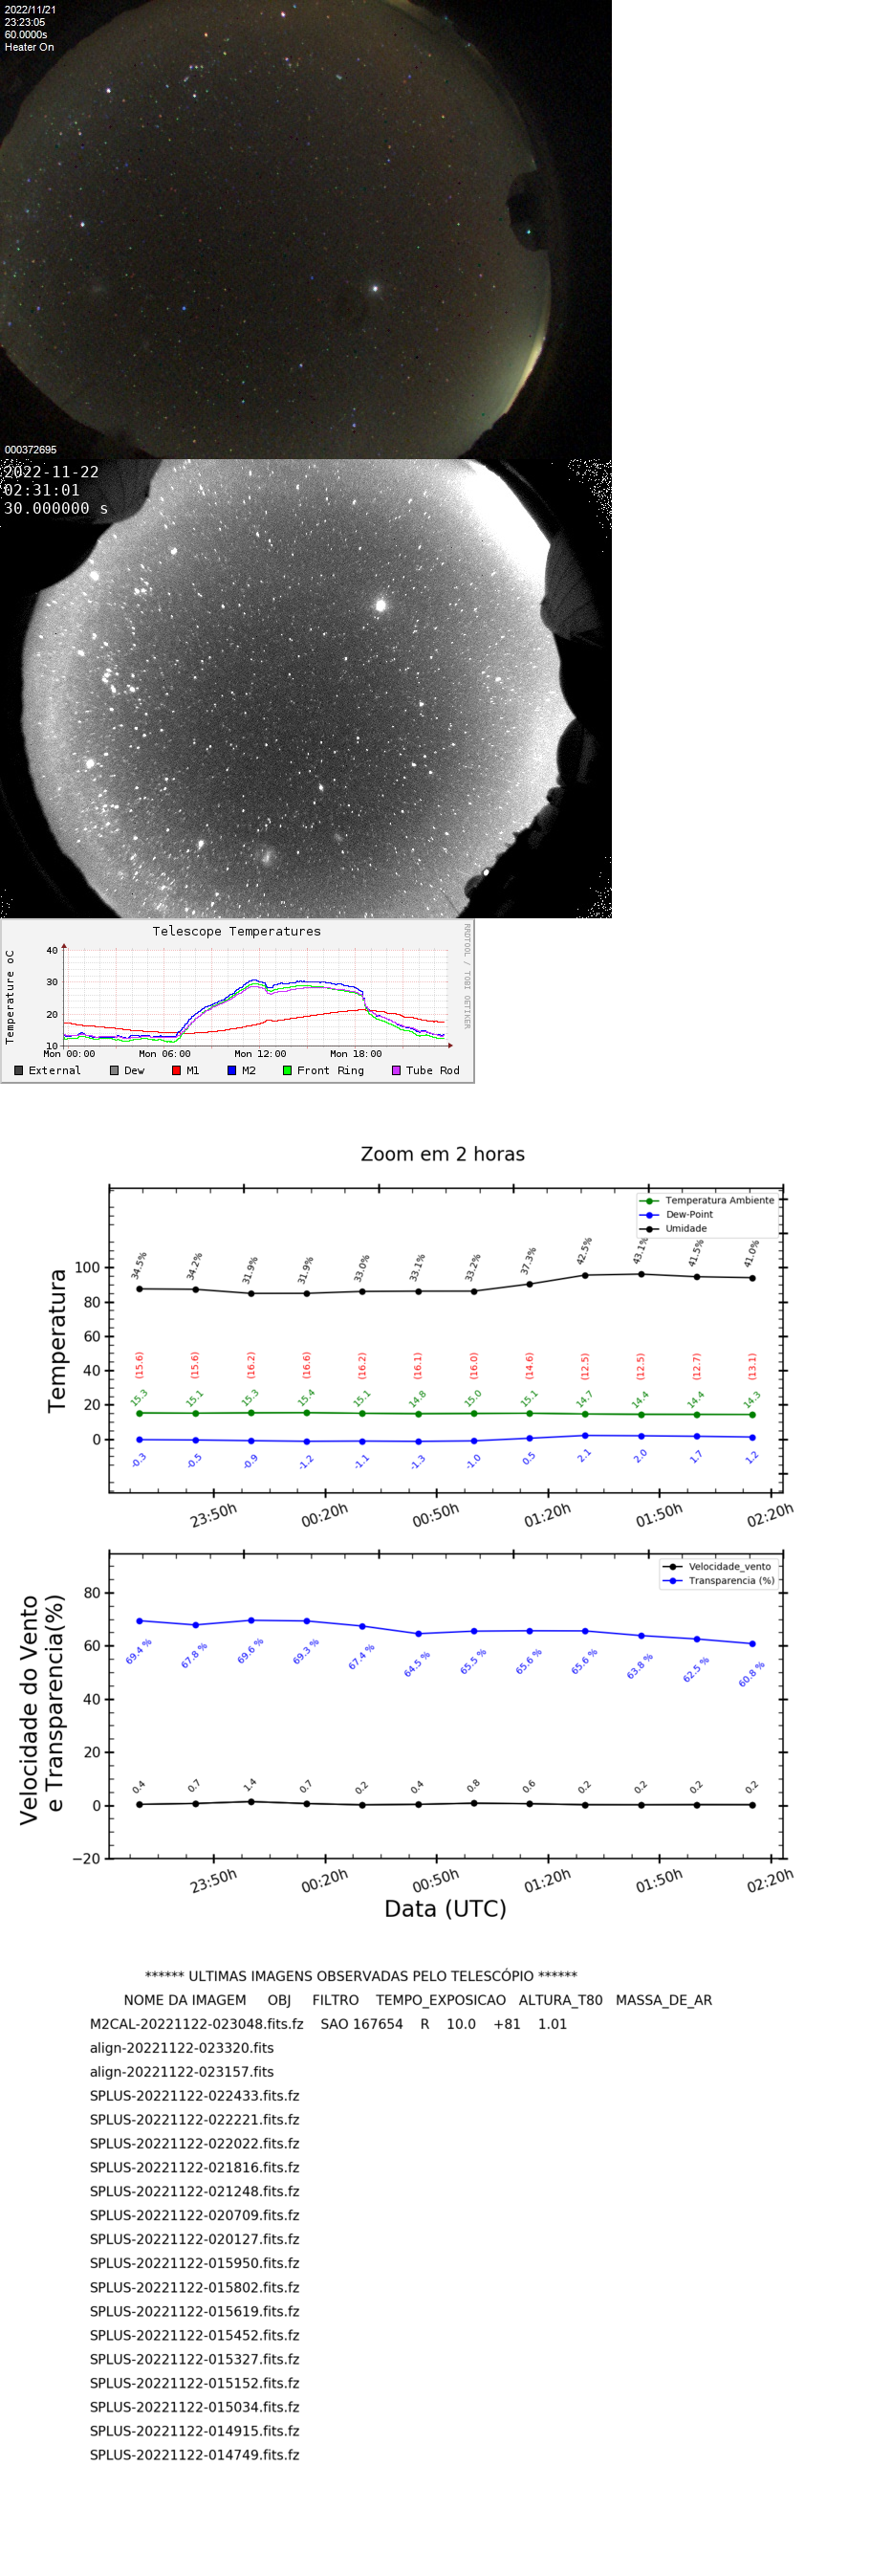 2022/11/21
23:23:05
60.0000s
Heater On
000372695
2022-11-22
02:31:01
30.000000 s
Telescope Temperatures
RRDTOOL / TOBI OETIKER
Temperature oC
40
30
20
10
Mon 00:00 Mon 06:00 Mon 12:00 Mon 18:00
External Dew M1 M2 Front Ring Tube Rod
Zoom em 2 horas
Temperatura Ambiente
Dew-Point
Umidade
Temperatura
100
80
60
40
20
0
34.5% 34.2% 31.9% 31.9% 33.0% 33.1% 33.2% 37.3% 42.5% 43.1% 41.5% 41.0%
(15.6) (15.6) (16.2) (16.6) (16.2) (16.1) (16.0) (14.6) (12.5) (12.5) (12.7) (13.1)
15.3 15.1 15.3 15.4 15.1 14.8 15.0 15.1 14.7 14.4 14.4 14.3
-0.3 -0.5 -0.9 -1.2 -1.1 -1.3 -1.0 0.5 2.1 2.0 1.7 1.2
23:50h 00:20h 00:50h 01:20h 01:50h 02:20h
Velocidade_vento
Transparencia (%)
Velocidade do Vento
e Transparencia(%)
80
60
40
20
0
−20
69.4 % 67.8 % 69.6 % 69.3 % 67.4 % 64.5 % 65.5 % 65.6 % 65.6 % 63.8 % 62.5 % 60.8 %
0.4 0.7 1.4 0.7 0.2 0.4 0.8 0.6 0.2 0.2 0.2 0.2
23:50h 00:20h 00:50h 01:20h 01:50h 02:20h
Data (UTC)
****** ULTIMAS IMAGENS OBSERVADAS PELO TELESCÓPIO ******
NOME DA IMAGEM OBJ FILTRO TEMPO_EXPOSICAO ALTURA_T80 MASSA_DE_AR
M2CAL-20221122-023048.fits.fz SAO 167654 R 10.0 +81 1.01
align-20221122-023320.fits
align-20221122-023157.fits
SPLUS-20221122-022433.fits.fz
SPLUS-20221122-022221.fits.fz
SPLUS-20221122-022022.fits.fz
SPLUS-20221122-021816.fits.fz
SPLUS-20221122-021248.fits.fz
SPLUS-20221122-020709.fits.fz
SPLUS-20221122-020127.fits.fz
SPLUS-20221122-015950.fits.fz
SPLUS-20221122-015802.fits.fz
SPLUS-20221122-015619.fits.fz
SPLUS-20221122-015452.fits.fz
SPLUS-20221122-015327.fits.fz
SPLUS-20221122-015152.fits.fz
SPLUS-20221122-015034.fits.fz
SPLUS-20221122-014915.fits.fz
SPLUS-20221122-014749.fits.fz